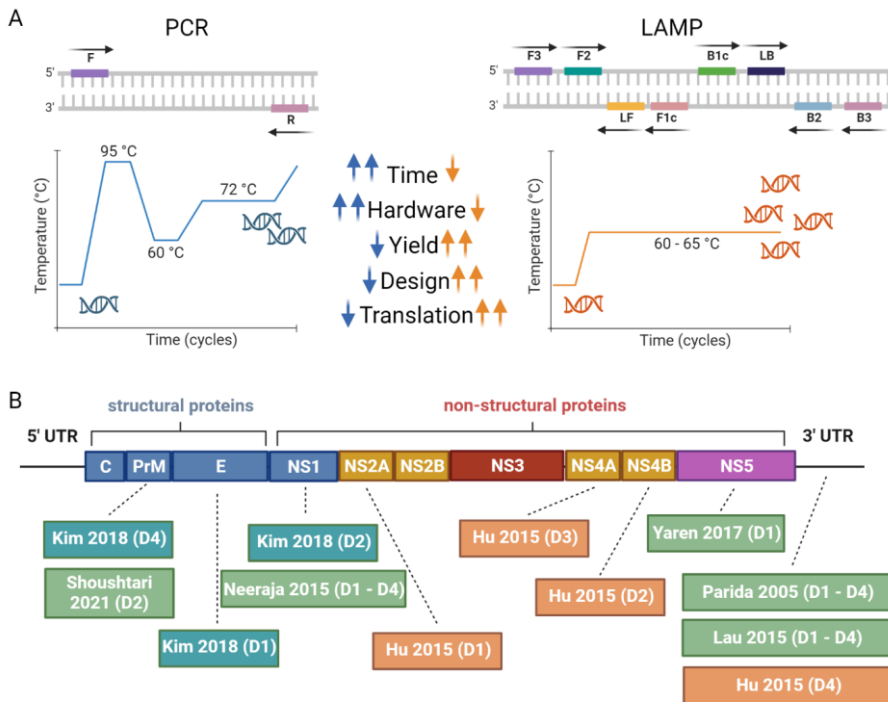 A
PCR
LAMP
F
5'
3'
R
F3
F2
B1c
LB
5'
3'
LF
F1c
B2
B3
Temperature (°C)
95 °C
60 °C
72 °C
Time (cycles)
Time
Hardware
Yield
Design
Translation
Temperature (°C)
60 - 65 °C
Time (cycles)
B
structural proteins
non-structural proteins
5' UTR
3' UTR
C
PrM
E
NS1
NS2A
NS2B
NS3
NS4A
NS4B
NS5
Kim 2018 (D4)
Shoushtari
2021 (D2)
Kim 2018 (D1)
Kim 2018 (D2)
Neeraja 2015 (D1 - D4)
Hu 2015 (D1)
Hu 2015 (D3)
Hu 2015 (D2)
Yaren 2017 (D1)
Parida 2005 (D1 - D4)
Lau 2015 (D1 - D4)
Hu 2015 (D4)